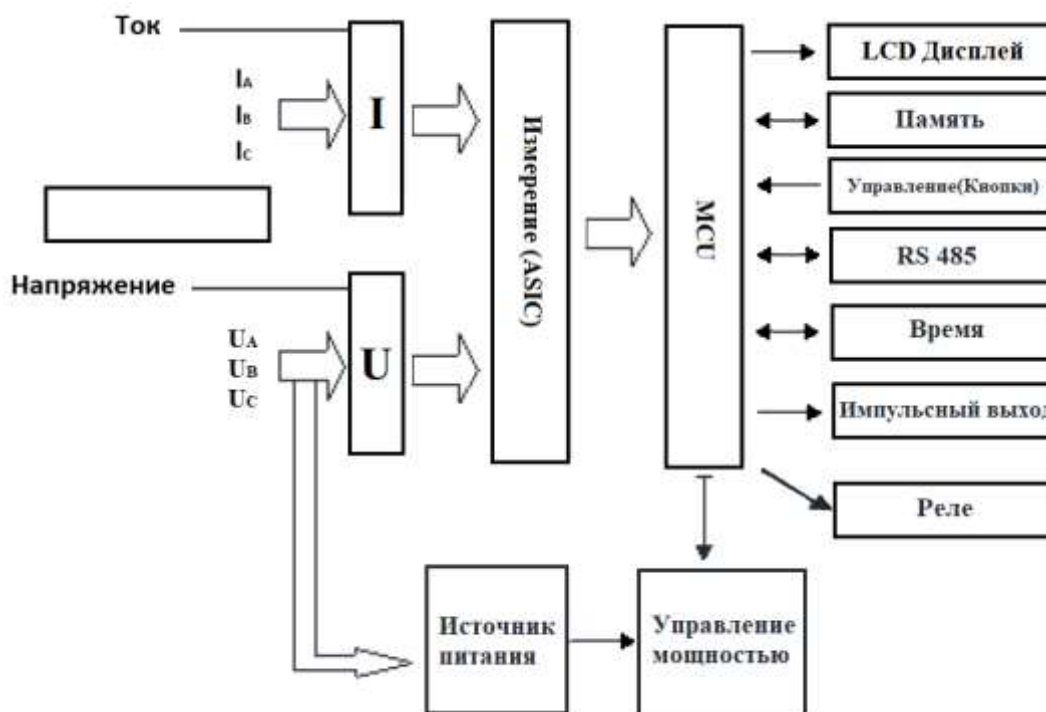 Ток
IA
IB
IC
I
Напряжение
UA
UB
UC
U
Измерение (ASIC)
MCU
LCD Дисплей
Память
Управление(Кнопки)
RS 485
Время
Импульсный выход
Реле
Источник
питания
Управление
мощностью